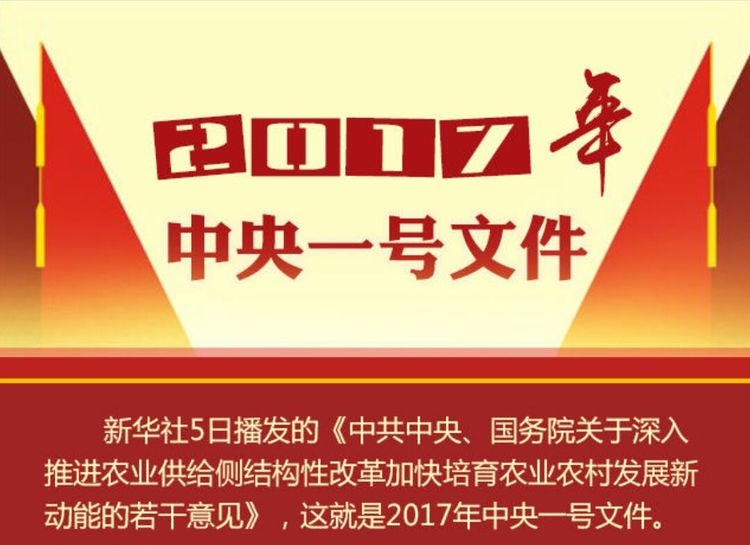 2017年
中央一号文件
新华社5日播发的《中共中央、国务院关于深入
推进农业供给侧结构性改革加快培育农业农村发展新
动能的若干意见》，这就是2017年中央一号文件。